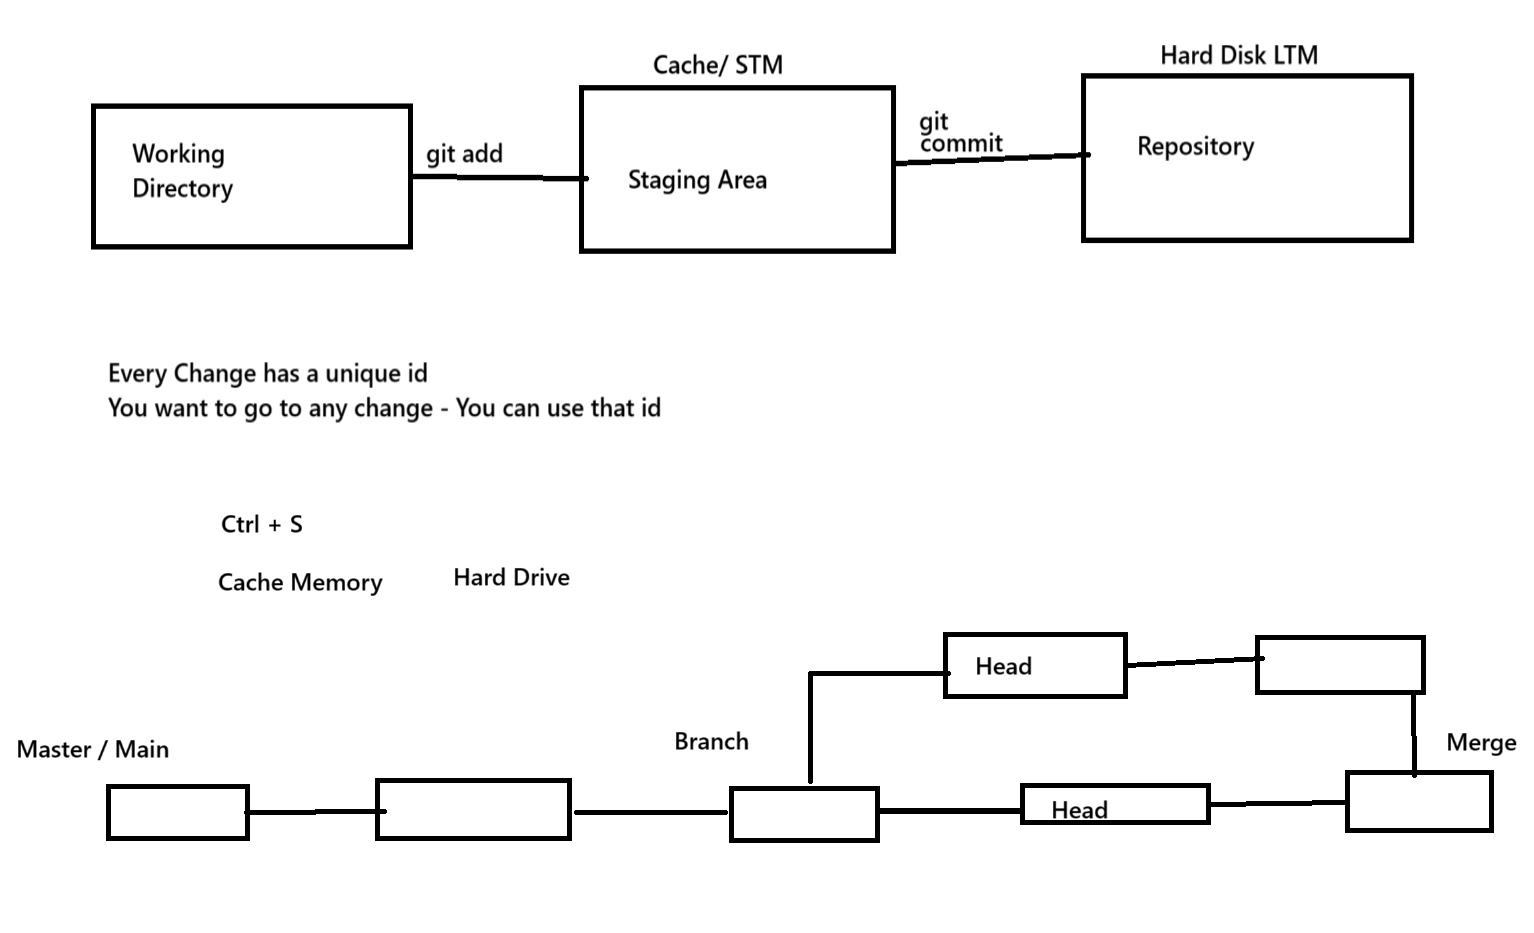 Cache/ STM
Hard Disk LTM
Working
Directory
git add
Staging Area
git
commit
Repository
Every Change has a unique id
You want to go to any change - You can use that id
Ctrl + S
Cache Memory
Hard Drive
Head
Master / Main
Branch
Merge
Head